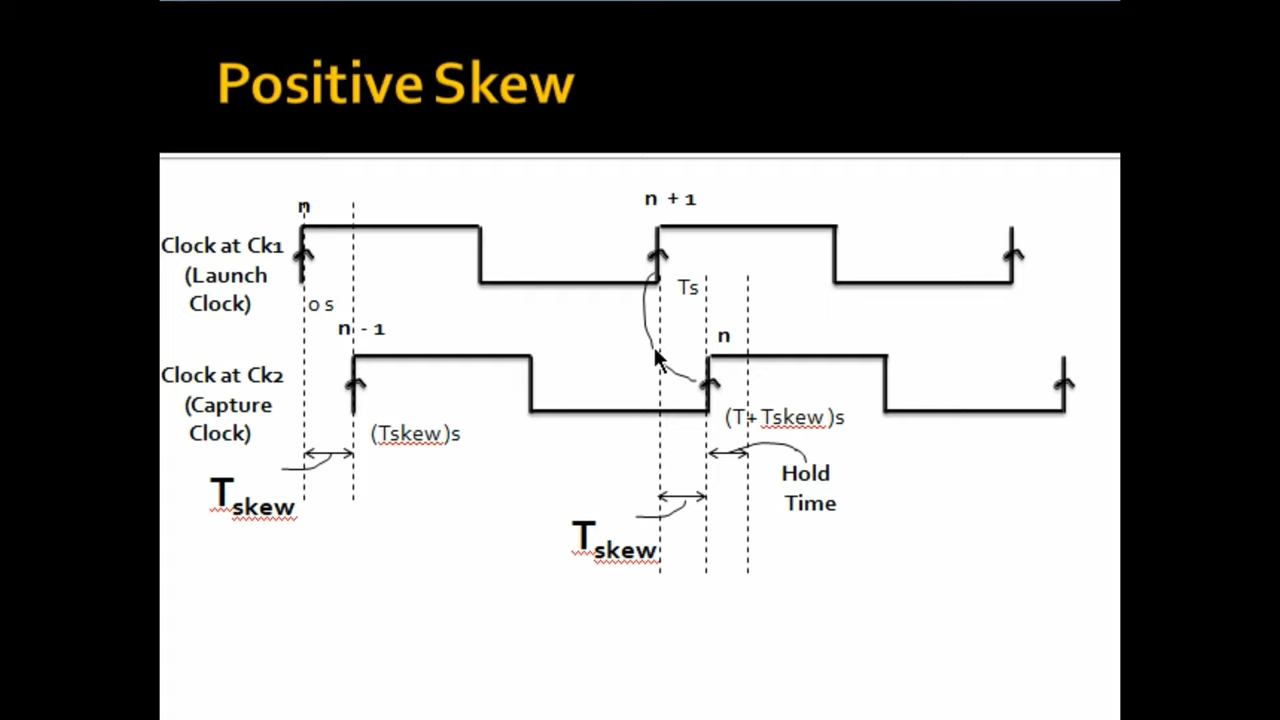 Positive Skew
n
n + 1
Clock at Ck1
(Launch
Clock)
0 s
Ts
n - 1
n
Clock at Ck2
(Capture
Clock)
(Tskew)s
(T+ Tskew )s
Tskew
Hold
Time
Tskew